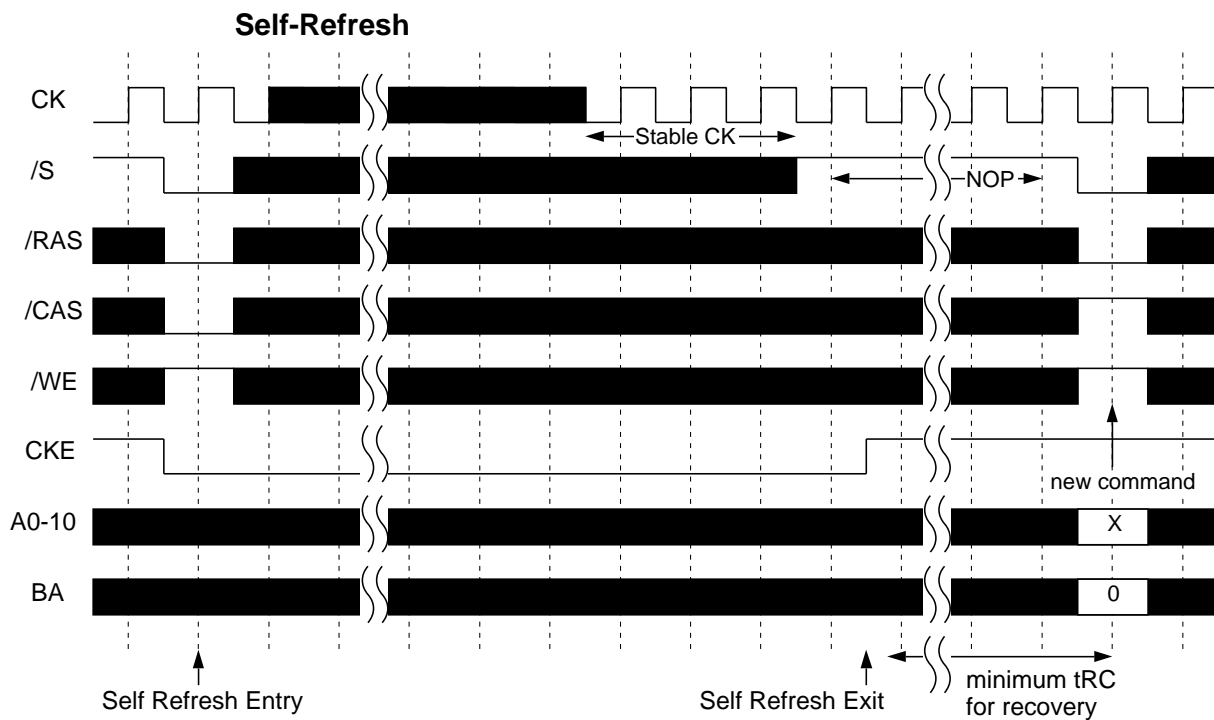 Self-Refresh
CK
Stable CK
/S
NOP
/RAS
/CAS
/WE
CKE
new command
A0-10
X
BA
0
Self Refresh Entry
Self Refresh Exit
minimum tRC
for recovery